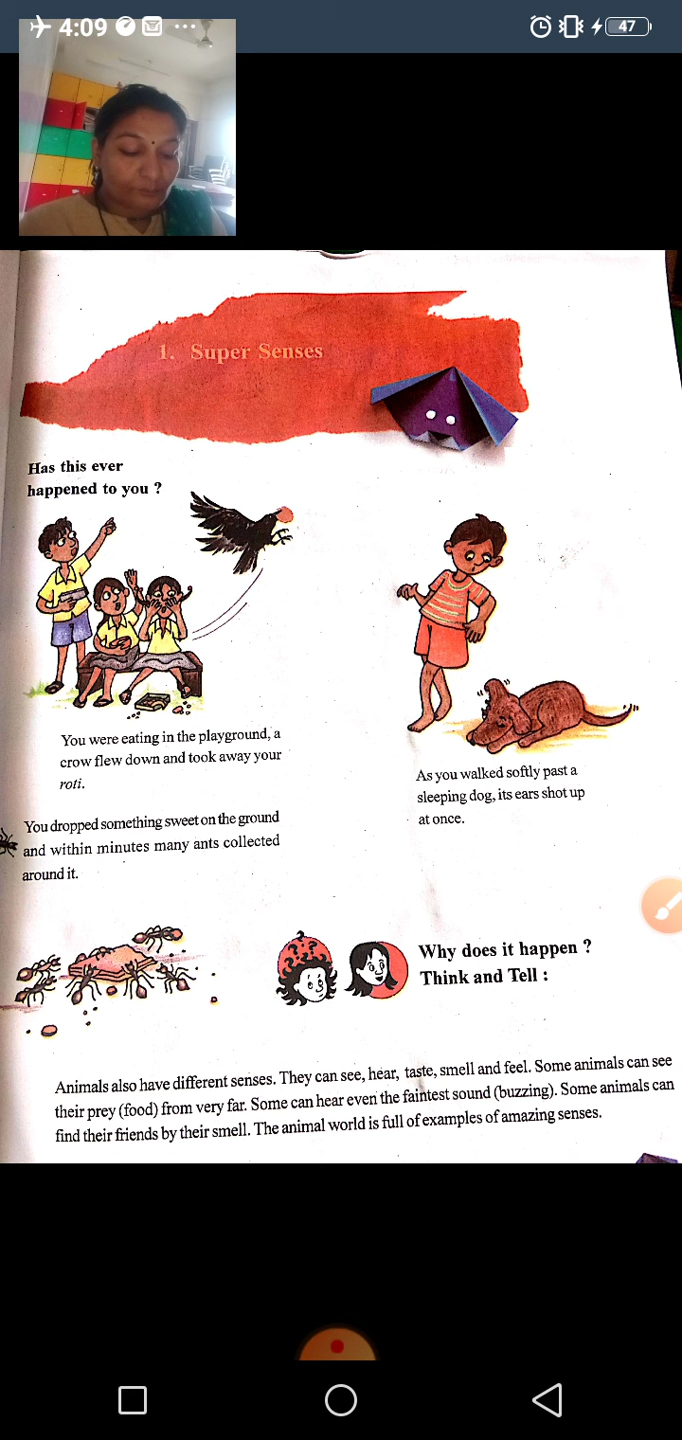 4:09
47
1. Super Senses
Has this ever
happened to you ?
You were eating in the playground, a
crow flew down and took away your
roti.
As you walked softly past a
sleeping dog, its ears shot up
at once.
You dropped something sweet on the ground
and within minutes many ants collected
around it.
Why does it happen ?
Think and Tell :
Animals also have different senses. They can see, hear, taste, smell and feel. Some animals can see
their prey (food) from very far. Some can hear even the faintest sound (buzzing). Some animals can
find their friends by their smell. The animal world is full of examples of amazing senses.